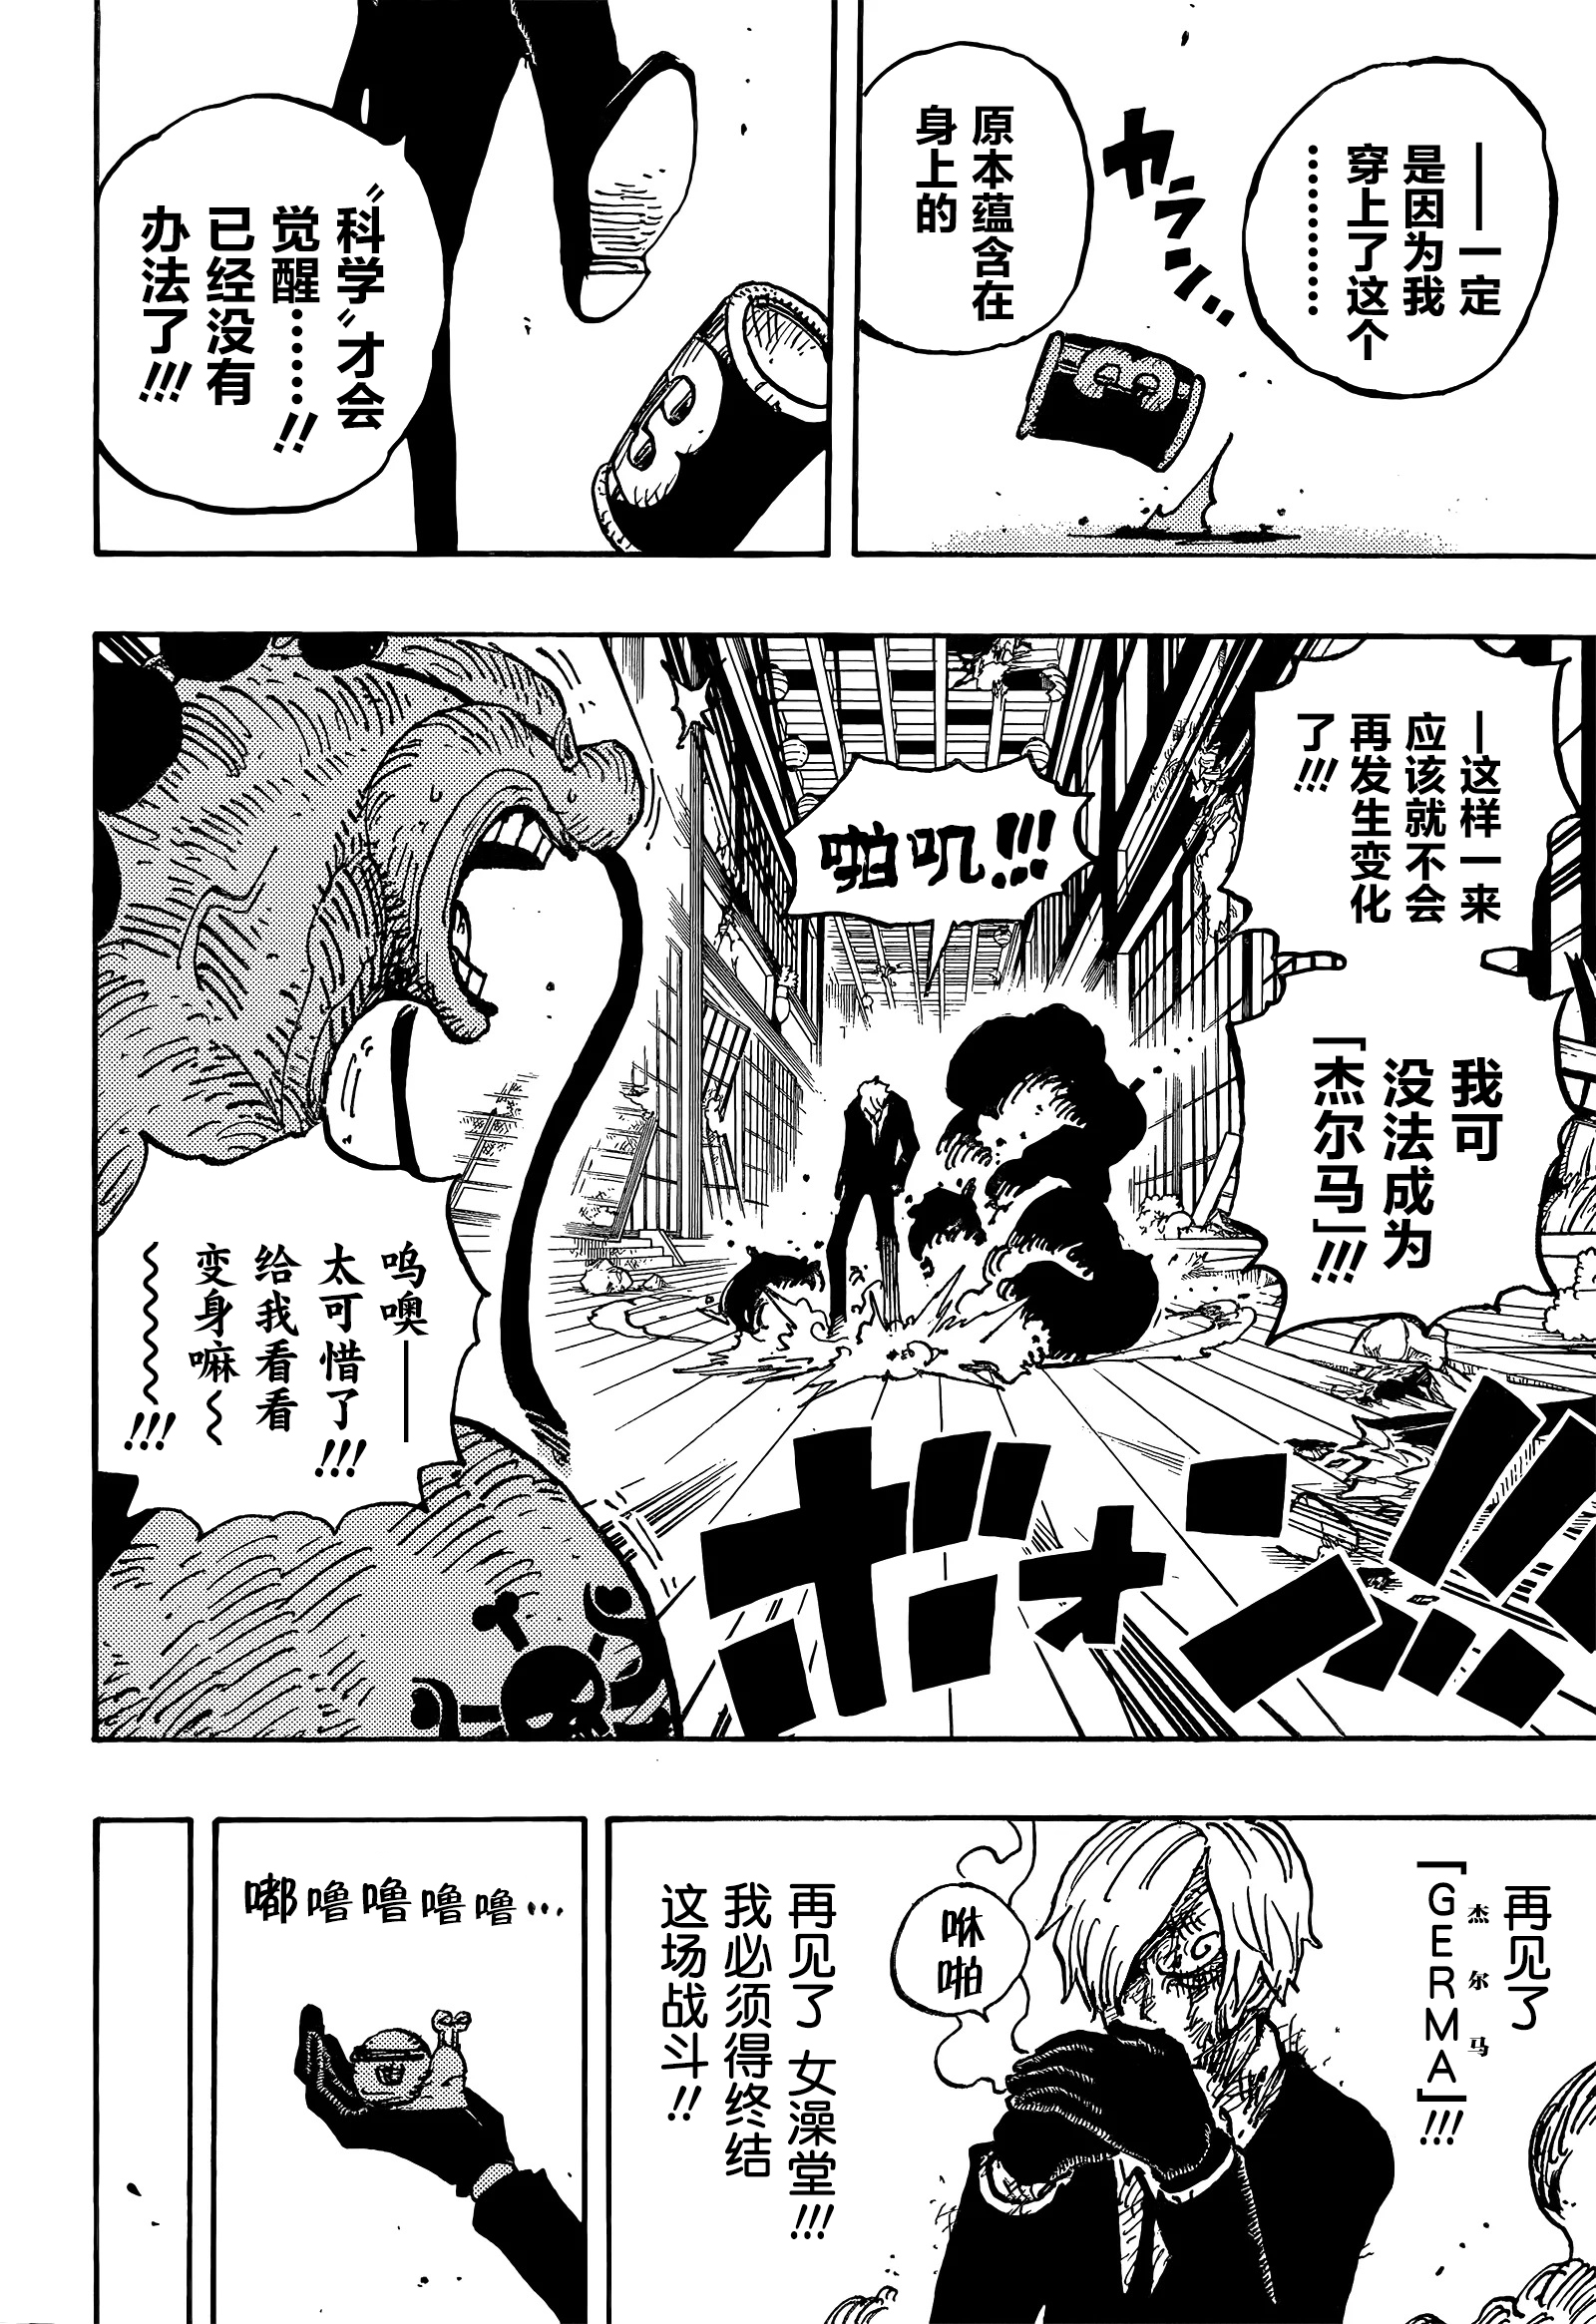 ——一定
是因为我
穿上了这个
…………
カラン‥
原本蕴含在
身上的
“科学”才会
觉醒……!!
已经没有
办法了!!!
—这样一来
应该就不会
再发生变化
了!!!
我可
没法成为
「杰尔马」!!!
啪叽!!!
ボォン!!!
呜噢——
太可惜了!!!
给我看看
变身嘛～
～～～!!!
再见了
「GERMA」!!!
杰尔马
咻
啪
再见了 女澡堂!!!
我必须得终结
这场战斗!!
嘟噜噜噜噜…